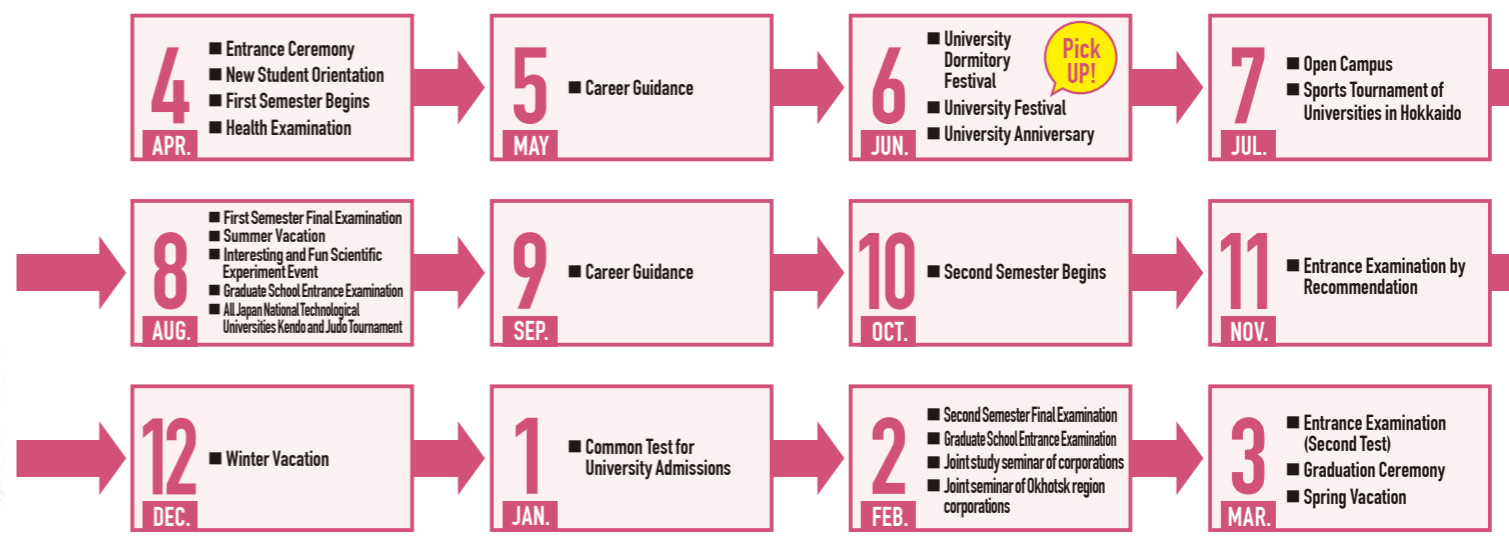 4
APR.
■ Entrance Ceremony
■ New Student Orientation
■ First Semester Begins
■ Health Examination
5
MAY
■ Career Guidance
6
JUN.
■ University
Dormitory
Festival
■ University Festival
■ University Anniversary
Pick
UP!
7
JUL.
■ Open Campus
■ Sports Tournament of
Universities in Hokkaido
8
AUG.
■ First Semester Final Examination
■ Summer Vacation
■ Interesting and Fun Scientific
Experiment Event
■ Graduate School Entrance Examination
■ All Japan National Technological
Universities Kendo and Judo Tournament
9
SEP.
■ Career Guidance
10
OCT.
■ Second Semester Begins
11
NOV.
■ Entrance Examination by
Recommendation
12
DEC.
■ Winter Vacation
1
JAN.
■ Common Test for
University Admissions
2
FEB.
■ Second Semester Final Examination
■ Graduate School Entrance Examination
■ Joint study seminar of corporations
■ Joint seminar of Okhotsk region
corporations
3
MAR.
■ Entrance Examination
(Second Test)
■ Graduation Ceremony
■ Spring Vacation